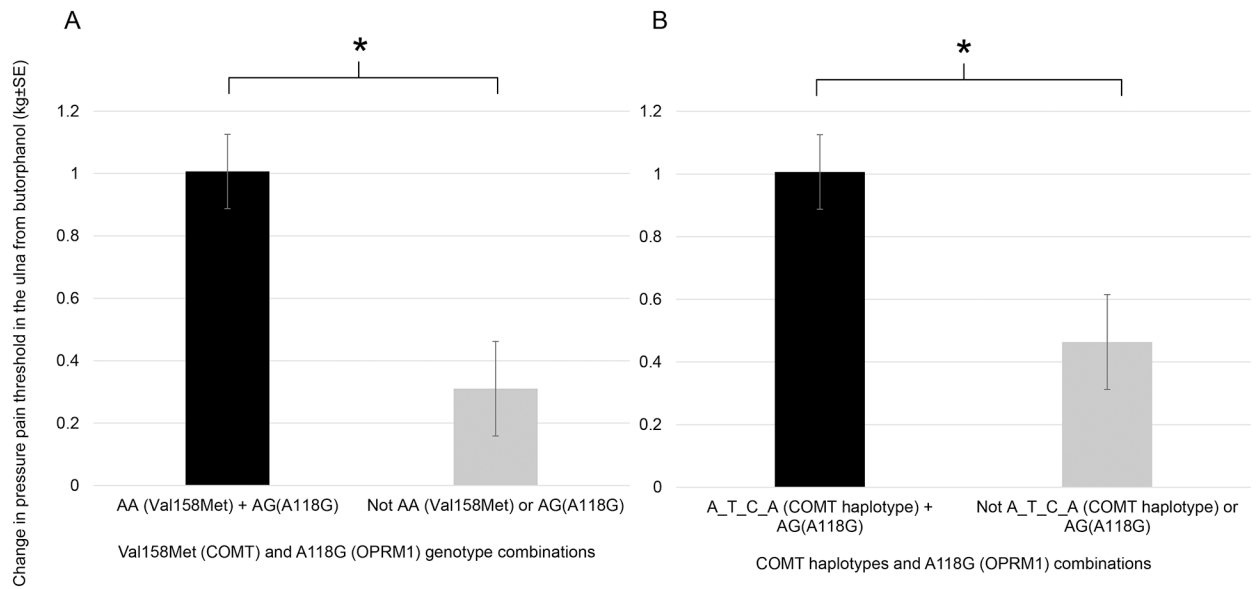 A
*
Change in pressure pain threshold in the ulna from butorphanol (kg±SE)
1.2
1
0.8
0.6
0.4
0.2
0
AA (Val158Met) + AG(A118G)
Not AA (Val158Met) or AG(A118G)
Val158Met (COMT) and A118G (OPRM1) genotype combinations
B
*
1.2
1
0.8
0.6
0.4
0.2
0
A_T_C_A (COMT haplotype) +
AG(A118G)
Not A_T_C_A (COMT haplotype) or
AG(A118G)
COMT haplotypes and A118G (OPRM1) combinations